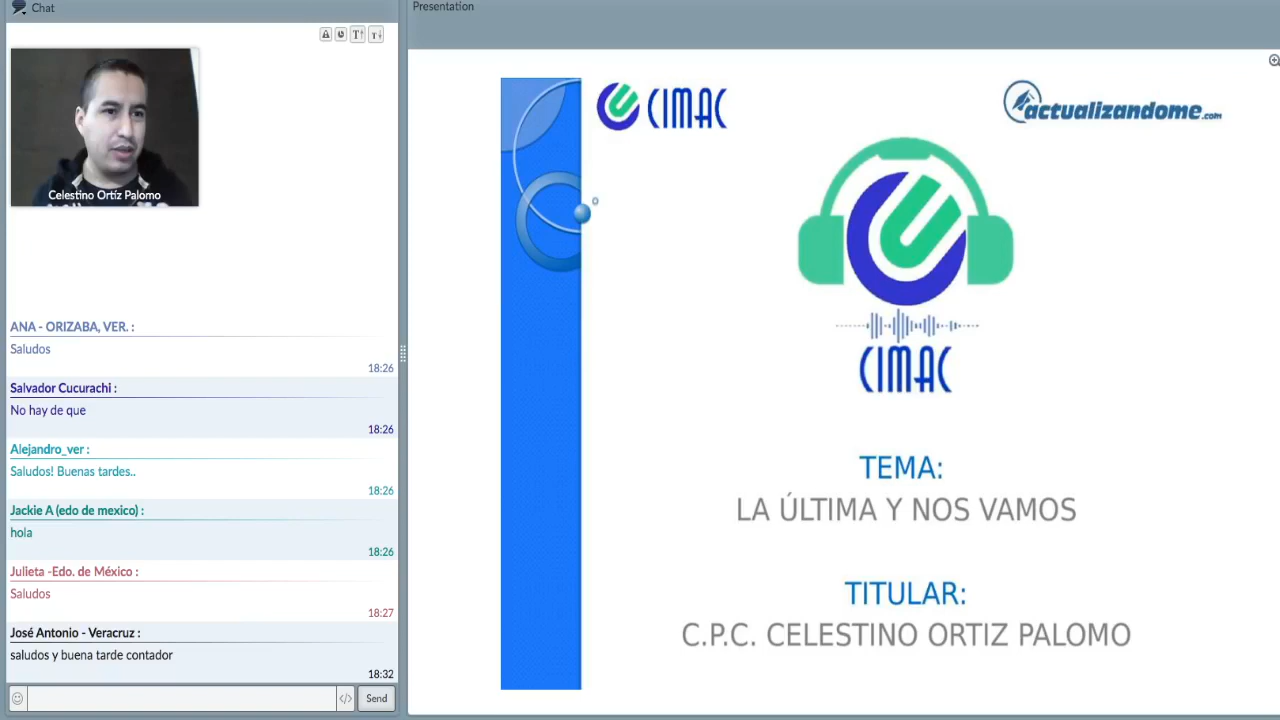 Chat
Celestino Ortíz Palomo
ANA - ORIZABA, VER. :
Saludos
18:26
Salvador Cucurachi :
No hay de que
18:26
Alejandro_ver :
Saludos! Buenas tardes..
18:26
Jackie A (edo de mexico) :
hola
18:26
Julieta -Edo. de México :
Saludos
18:27
José Antonio - Veracruz :
saludos y buena tarde contador
18:32
Send
Presentation
CIMAC
actualizandome.com
CIMAC
TEMA:
LA ÚLTIMA Y NOS VAMOS
TITULAR:
C.P.C. CELESTINO ORTIZ PALOMO